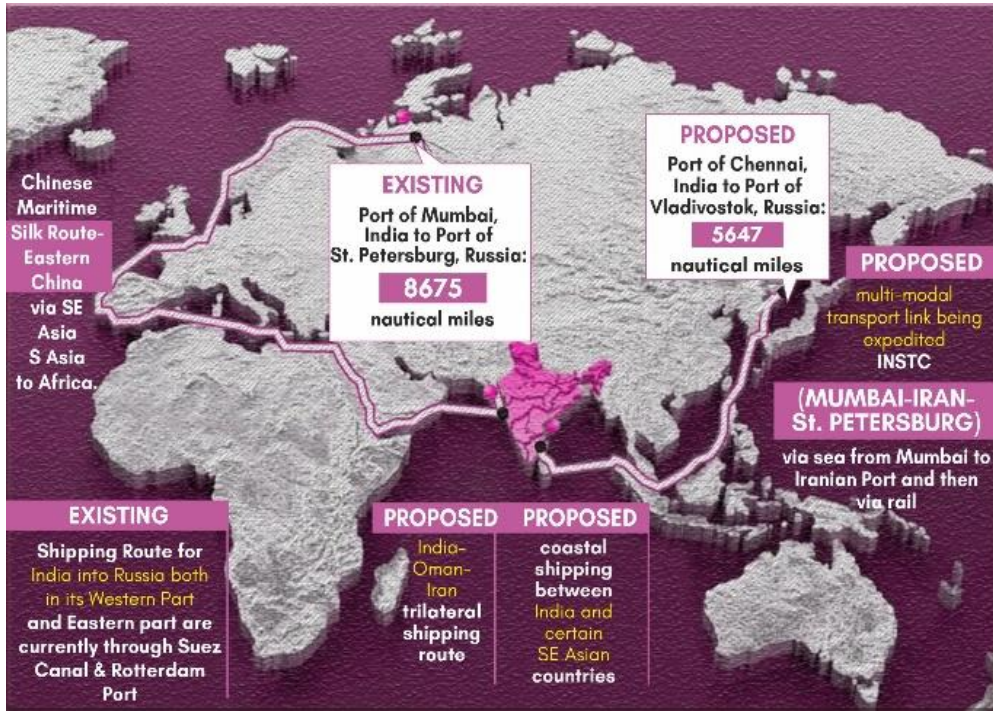 Chinese
Maritime
Silk Route-
Eastern
China
via SE
Asia
S Asia
to Africa.
EXISTING
Port of Mumbai,
India to Port of
St. Petersburg, Russia:
8675
nautical miles
PROPOSED
Port of Chennai,
India to Port of
Vladivostok, Russia:
5647
nautical miles
PROPOSED
multi-modal
transport link being
expedited
INSTC
(MUMBAI-IRAN-
St. PETERSBURG)
via sea from Mumbai to
Iranian Port and then
via rail
EXISTING
Shipping Route for
India into Russia both
in its Western Part
and Eastern part are
currently through Suez
Canal & Rotterdam
Port
PROPOSED
India-
Oman-
Iran
trilateral
shipping
route
PROPOSED
coastal
shipping
between
India and
certain
SE Asian
countries